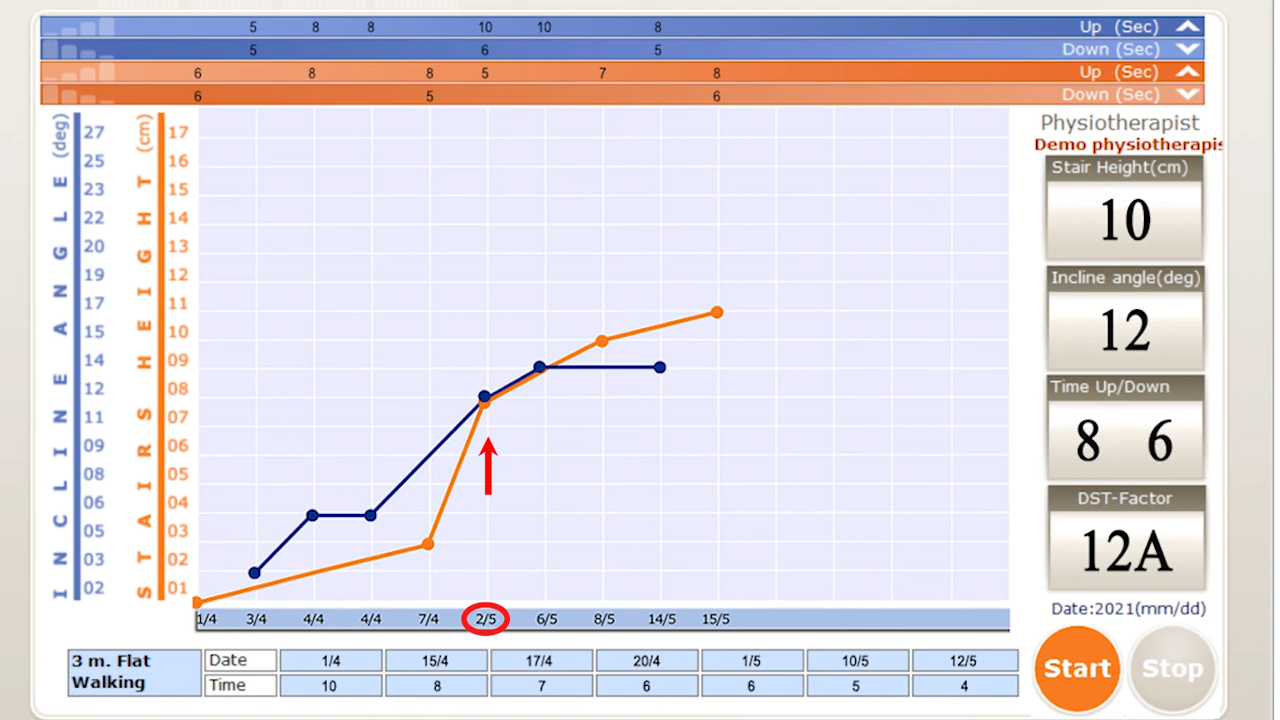 5 8 8 10 10 8 Up (Sec)
5 6 5 Down (Sec)
6 8 8 5 7 8 Up (Sec)
6 5 6 Down (Sec)
INCLINE ANGLE (deg)
27
25
23
22
20
19
17
15
14
12
11
09
08
06
05
03
02
STAIRS HEIGHT (cm)
17
16
15
14
13
12
11
10
09
08
07
06
05
04
03
02
01
1/4 3/4 4/4 4/4 7/4 2/5 6/5 8/5 14/5 15/5
Physiotherapist
Demo physiotherapis
Stair Height(cm)
10
Incline angle(deg)
12
Time Up/Down
8 6
DST-Factor
12A
Date:2021(mm/dd)
Start Stop
3 m. Flat
Walking
Date 1/4 15/4 17/4 20/4 1/5 10/5 12/5
Time 10 8 7 6 6 5 4